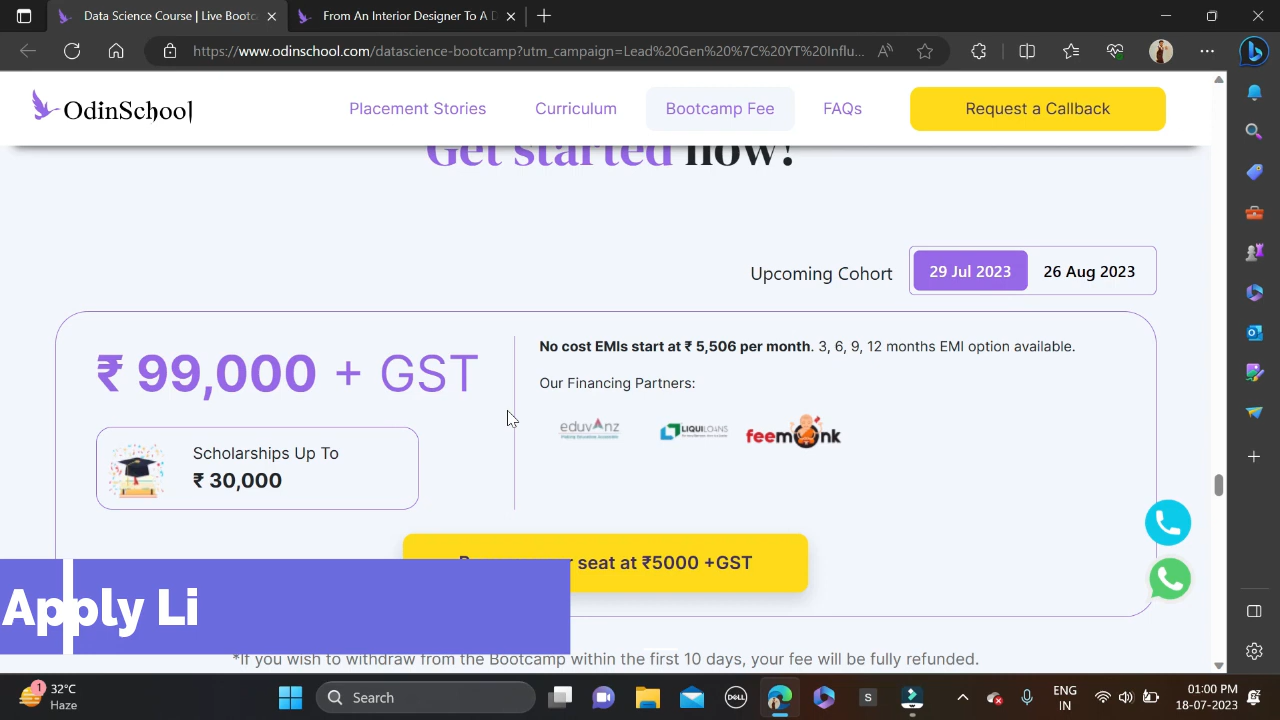 Data Science Course | Live Bootc
From An Interior Designer To A D
https://www.odinschool.com/datascience-bootcamp?utm_campaign=Lead%20Gen%20%7C%20YT%20Influ...
OdinSchool
Placement Stories
Curriculum
Bootcamp Fee
FAQs
Request a Callback
Get started now!
Upcoming Cohort
29 Jul 2023
26 Aug 2023
₹ 99,000 + GST
No cost EMIs start at ₹ 5,506 per month. 3, 6, 9, 12 months EMI option available.
Our Financing Partners:
eduvanz
LIQUILOANS
feemonk
Scholarships Up To
₹ 30,000
seat at ₹5000 +GST
Apply Li
*If you wish to withdraw from the Bootcamp within the first 10 days, your fee will be fully refunded.
1
32°C
Haze
Search
DELL
S
ENG
IN
01:00 PM
18-07-2023